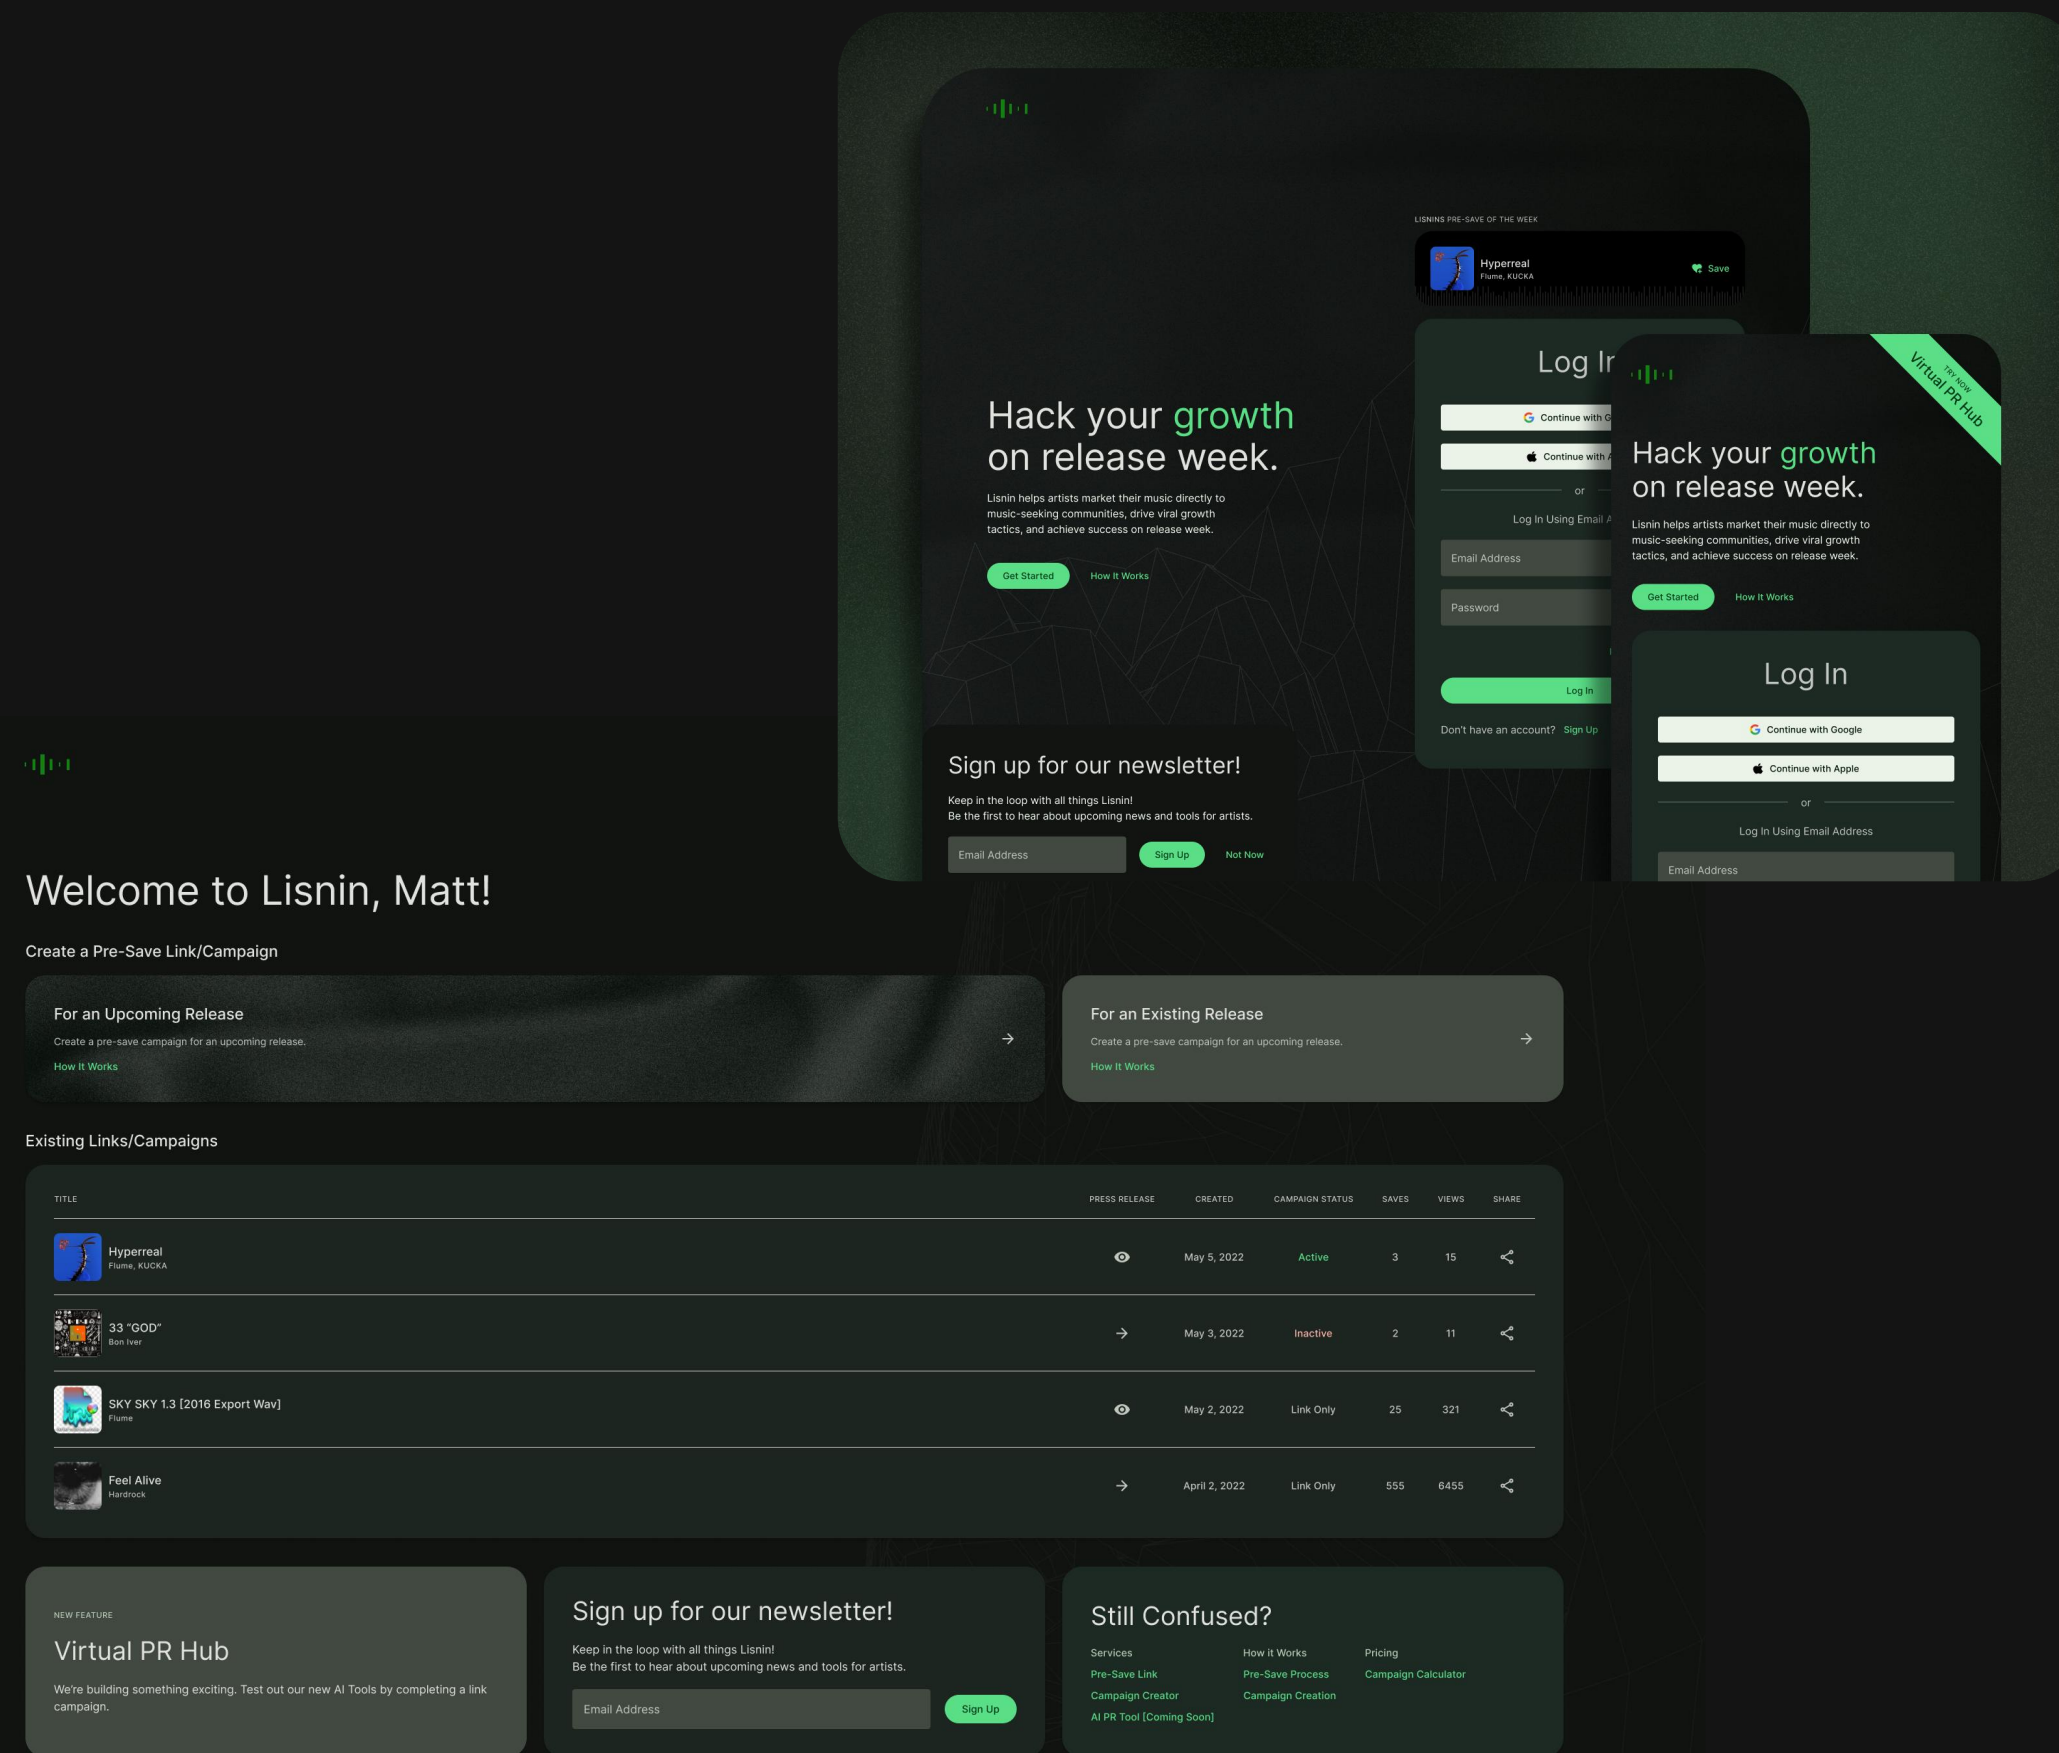 LISNINS PRE-SAVE OF THE WEEK
Hyperreal
Flume, KUCKA
Save
Hack your growth
on release week.
Lisnin helps artists market their music directly to
music-seeking communities, drive viral growth
tactics, and achieve success on release week.
Get Started
How It Works
Log In
Continue with G
Continue with A
or
Log In Using Email A
Email Address
Password
Log In
Don't have an account? Sign Up
Sign up for our newsletter!
Keep in the loop with all things Lisnin!
Be the first to hear about upcoming news and tools for artists.
Email Address
Sign Up
Not Now
TRY NOW
Virtual PR Hub
Hack your growth
on release week.
Lisnin helps artists market their music directly to
music-seeking communities, drive viral growth
tactics, and achieve success on release week.
Get Started
How It Works
Log In
Continue with Google
Continue with Apple
or
Log In Using Email Address
Email Address
Welcome to Lisnin, Matt!
Create a Pre-Save Link/Campaign
For an Upcoming Release
Create a pre-save campaign for an upcoming release.
How It Works
For an Existing Release
Create a pre-save campaign for an upcoming release.
How It Works
Existing Links/Campaigns
TITLE PRESS RELEASE CREATED CAMPAIGN STATUS SAVES VIEWS SHARE
Hyperreal
Flume, KUCKA
May 5, 2022 Active 3 15
33 “GOD”
Bon Iver
May 3, 2022 Inactive 2 11
SKY SKY 1.3 [2016 Export Wav]
Flume
May 2, 2022 Link Only 25 321
Feel Alive
Hardrock
April 2, 2022 Link Only 555 6455
NEW FEATURE
Virtual PR Hub
We're building something exciting. Test out our new AI Tools by completing a link
campaign.
Sign up for our newsletter!
Keep in the loop with all things Lisnin!
Be the first to hear about upcoming news and tools for artists.
Email Address
Sign Up
Still Confused?
Services How it Works Pricing
Pre-Save Link Pre-Save Process Campaign Calculator
Campaign Creator Campaign Creation
AI PR Tool [Coming Soon]